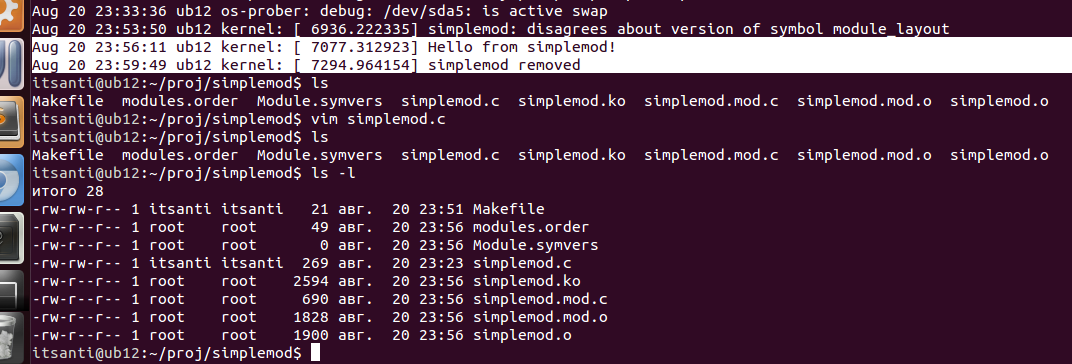 Aug 20 23:33:36 ub12 os-prober: debug: /dev/sda5: is active swap
Aug 20 23:53:50 ub12 kernel: [ 6936.222335] simplemod: disagrees about version of symbol module_layout
Aug 20 23:56:11 ub12 kernel: [ 7077.312923] Hello from simplemod!
Aug 20 23:59:49 ub12 kernel: [ 7294.964154] simplemod removed
itsanti@ub12:~/proj/simplemod$ ls
Makefile  modules.order  Module.symvers  simplemod.c  simplemod.ko  simplemod.mod.c  simplemod.mod.o  simplemod.o
itsanti@ub12:~/proj/simplemod$ vim simplemod.c
itsanti@ub12:~/proj/simplemod$ ls
Makefile  modules.order  Module.symvers  simplemod.c  simplemod.ko  simplemod.mod.c  simplemod.mod.o  simplemod.o
itsanti@ub12:~/proj/simplemod$ ls -l
итого 28
-rw-rw-r-- 1 itsanti itsanti   21 авг.  20 23:51 Makefile
-rw-r--r-- 1 root    root      49 авг.  20 23:56 modules.order
-rw-r--r-- 1 root    root       0 авг.  20 23:56 Module.symvers
-rw-rw-r-- 1 itsanti itsanti  269 авг.  20 23:23 simplemod.c
-rw-r--r-- 1 root    root    2594 авг.  20 23:56 simplemod.ko
-rw-r--r-- 1 root    root     690 авг.  20 23:56 simplemod.mod.c
-rw-r--r-- 1 root    root    1828 авг.  20 23:56 simplemod.mod.o
-rw-r--r-- 1 root    root    1900 авг.  20 23:56 simplemod.o
itsanti@ub12:~/proj/simplemod$